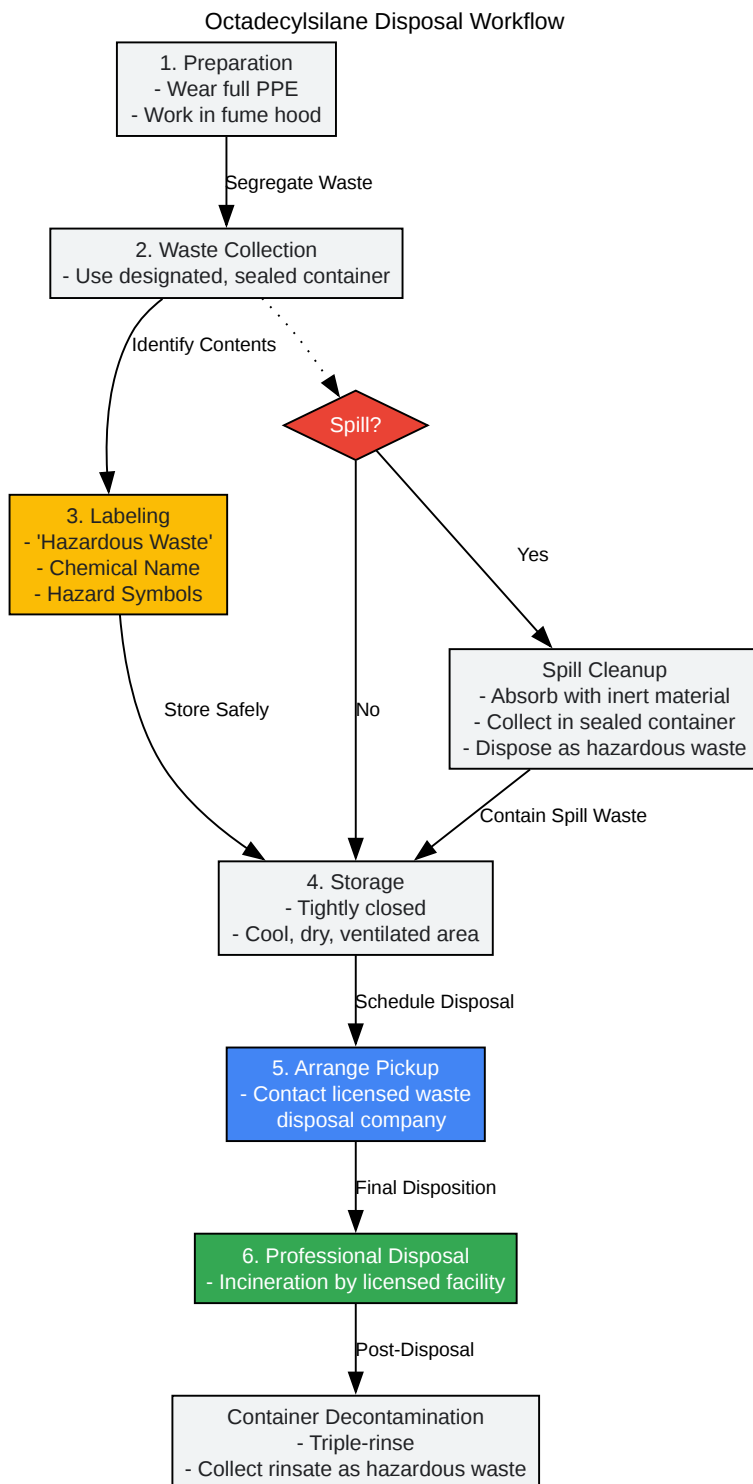 Octadecylsilane Disposal Workflow
1. Preparation
- Wear full PPE
- Work in fume hood
Segregate Waste
2. Waste Collection
- Use designated, sealed container
Identify Contents
Spill?
3. Labeling
- 'Hazardous Waste'
- Chemical Name
- Hazard Symbols
Yes
Store Safely
No
Spill Cleanup
- Absorb with inert material
- Collect in sealed container
- Dispose as hazardous waste
Contain Spill Waste
4. Storage
- Tightly closed
- Cool, dry, ventilated area
Schedule Disposal
5. Arrange Pickup
- Contact licensed waste
disposal company
Final Disposition
6. Professional Disposal
- Incineration by licensed facility
Post-Disposal
Container Decontamination
- Triple-rinse
- Collect rinsate as hazardous waste